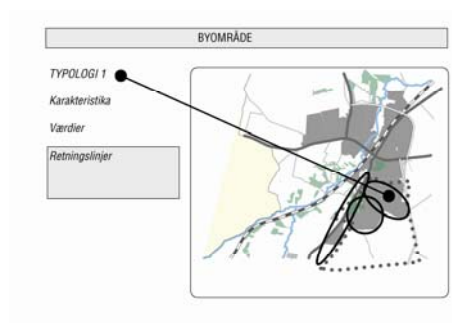 BYOMRÅDE
TYPOLOGI 1
Karakteristika
Værdier
Retningslinjer